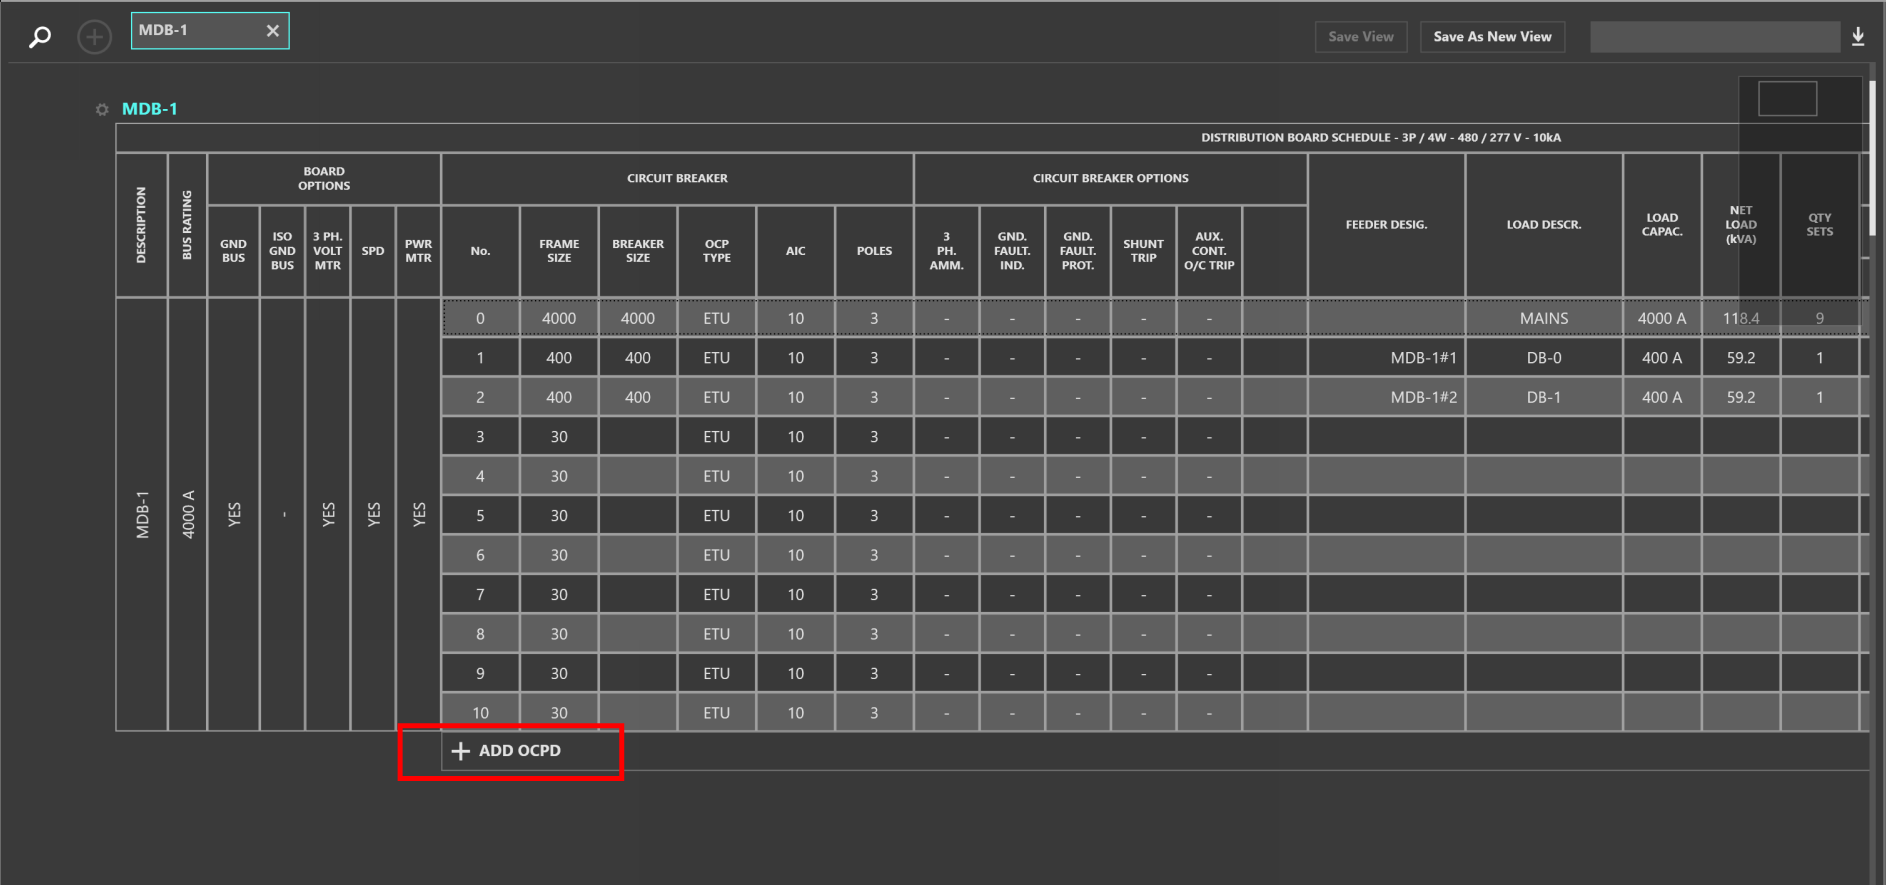 MDB-1
Save View
Save As New View
MDB-1
DISTRIBUTION BOARD SCHEDULE - 3P / 4W - 480 / 277 V - 10kA
DESCRIPTION
BUS RATING
BOARD
OPTIONS
CIRCUIT BREAKER
CIRCUIT BREAKER OPTIONS
FEEDER DESIG.
LOAD DESCR.
LOAD
CAPAC.
NET
LOAD
(kVA)
QTY
SETS
GND
BUS
ISO
GND
BUS
3 PH.
VOLT
MTR
SPD
PWR
MTR
No.
FRAME
SIZE
BREAKER
SIZE
OCP
TYPE
AIC
POLES
3
PH.
AMM.
GND.
FAULT.
IND.
GND.
FAULT.
PROT.
SHUNT
TRIP
AUX.
CONT.
O/C TRIP
MDB-1
4000 A
YES
-
YES
YES
YES
0 4000 4000 ETU 10 3 - - - - - MAINS 4000 A 118.4 9
1 400 400 ETU 10 3 - - - - - MDB-1#1 DB-0 400 A 59.2 1
2 400 400 ETU 10 3 - - - - - MDB-1#2 DB-1 400 A 59.2 1
3 30 ETU 10 3 - - - - -
4 30 ETU 10 3 - - - - -
5 30 ETU 10 3 - - - - -
6 30 ETU 10 3 - - - - -
7 30 ETU 10 3 - - - - -
8 30 ETU 10 3 - - - - -
9 30 ETU 10 3 - - - - -
10 30 ETU 10 3 - - - - -
+ ADD OCPD